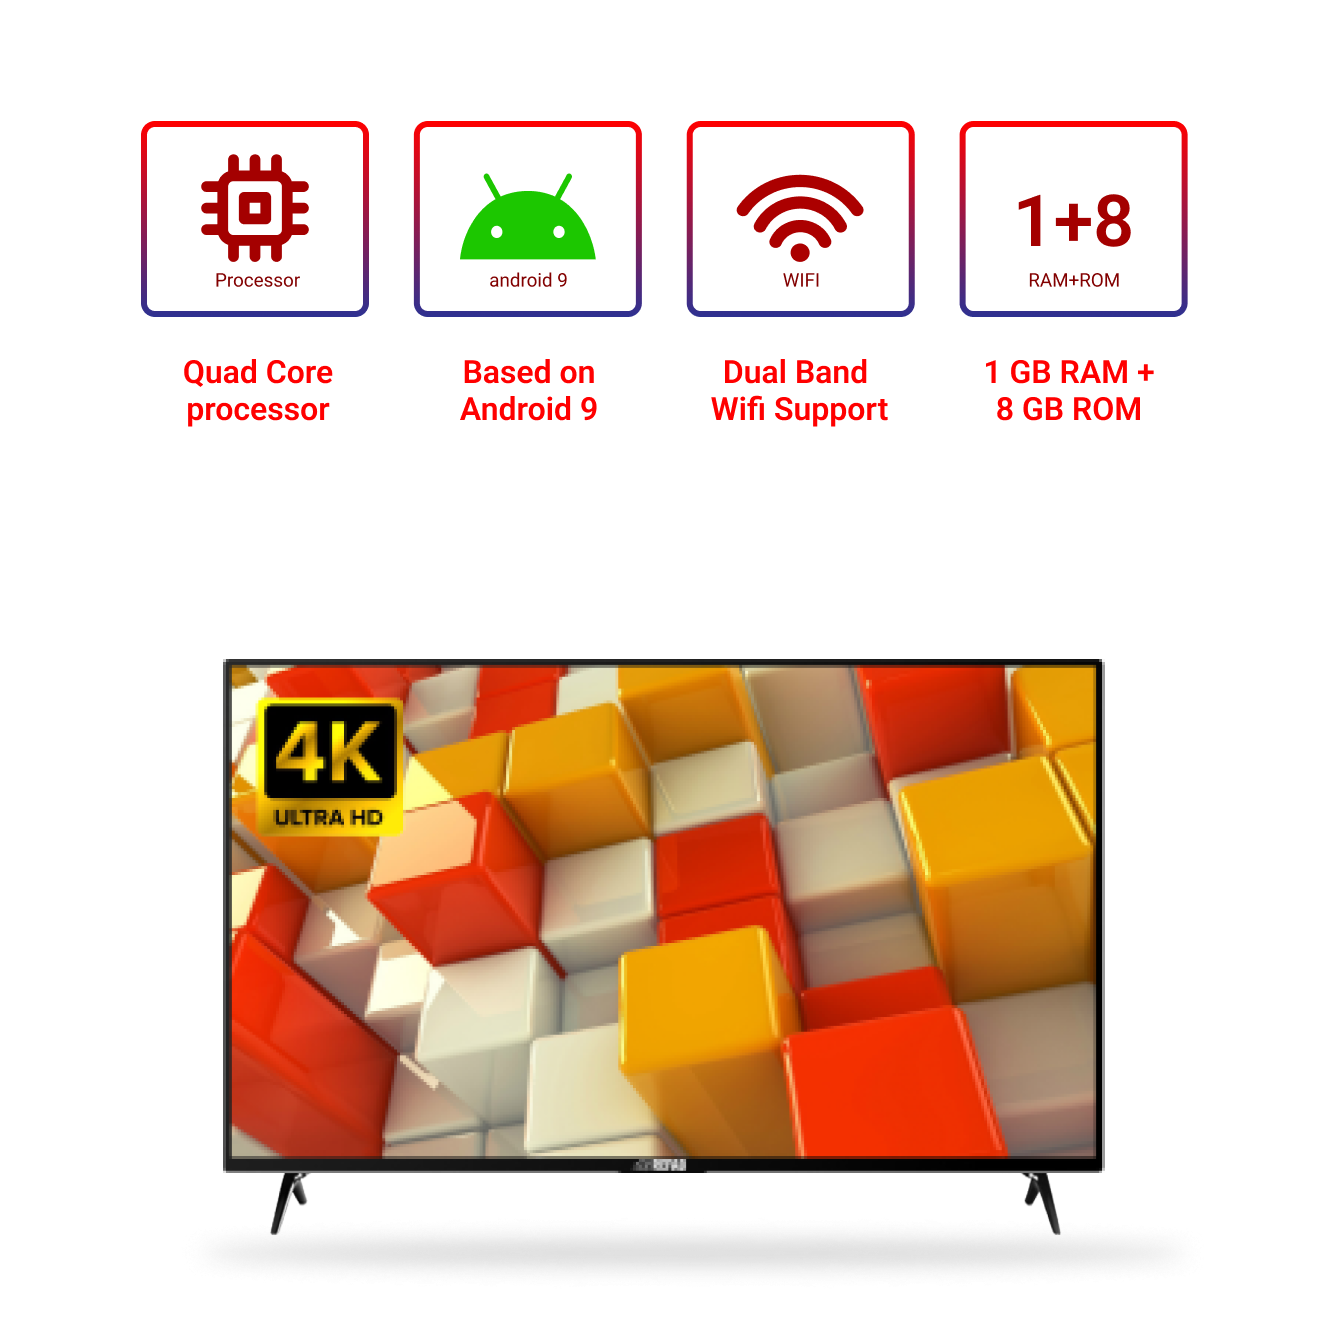 Processor
android 9
WIFI
1+8
RAM+ROM
Quad Core
processor
Based on
Android 9
Dual Band
Wifi Support
1 GB RAM +
8 GB ROM
4K
ULTRA HD